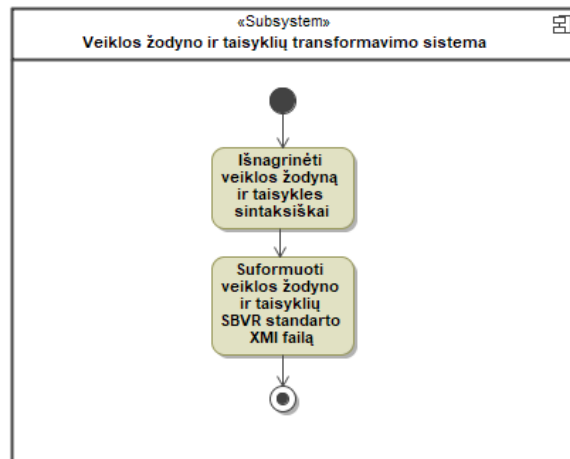 «Subsystem»
Veiklos žodyno ir taisyklių transformavimo sistema
Išnagrinėti
veiklos žodyną
ir taisykles
sintaksiškai
Suformuoti
veiklos žodyno
ir taisyklių
SBVR standarto
XMI failą